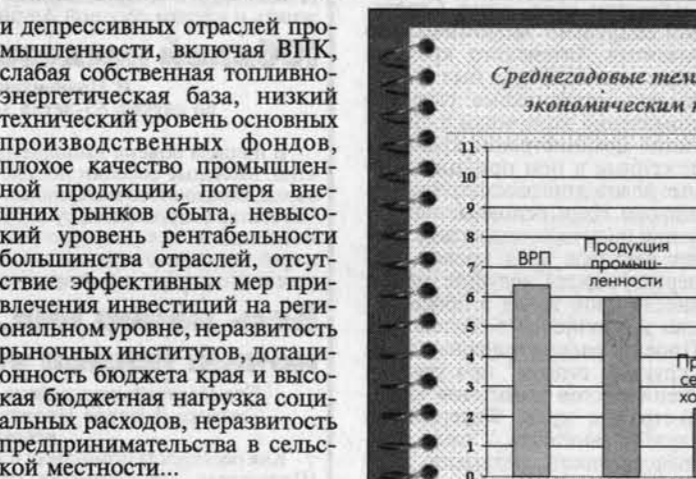 и депрессивных отраслей про-
мышленности, включая ВПК,
слабая собственная топливно-
энергетическая база, низкий
технический уровень основных
производственных фондов,
плохое качество промышлен-
ной продукции, потеря вне-
шних рынков сбыта, невысо-
кий уровень рентабельности
большинства отраслей, отсут-
ствие эффективных мер при-
влечения инвестиций на реги-
ональном уровне, неразвитость
рыночных институтов, дотаци-
онность бюджета края и высо-
кая бюджетная нагрузка соци-
альных расходов, неразвитость
предпринимательства в сельс-
кой местности...
Среднегодовые
экономическим
11
10
9
8
7
6
5
4
3
2
1
0
ВРП
Продукция
промыш-
ленности